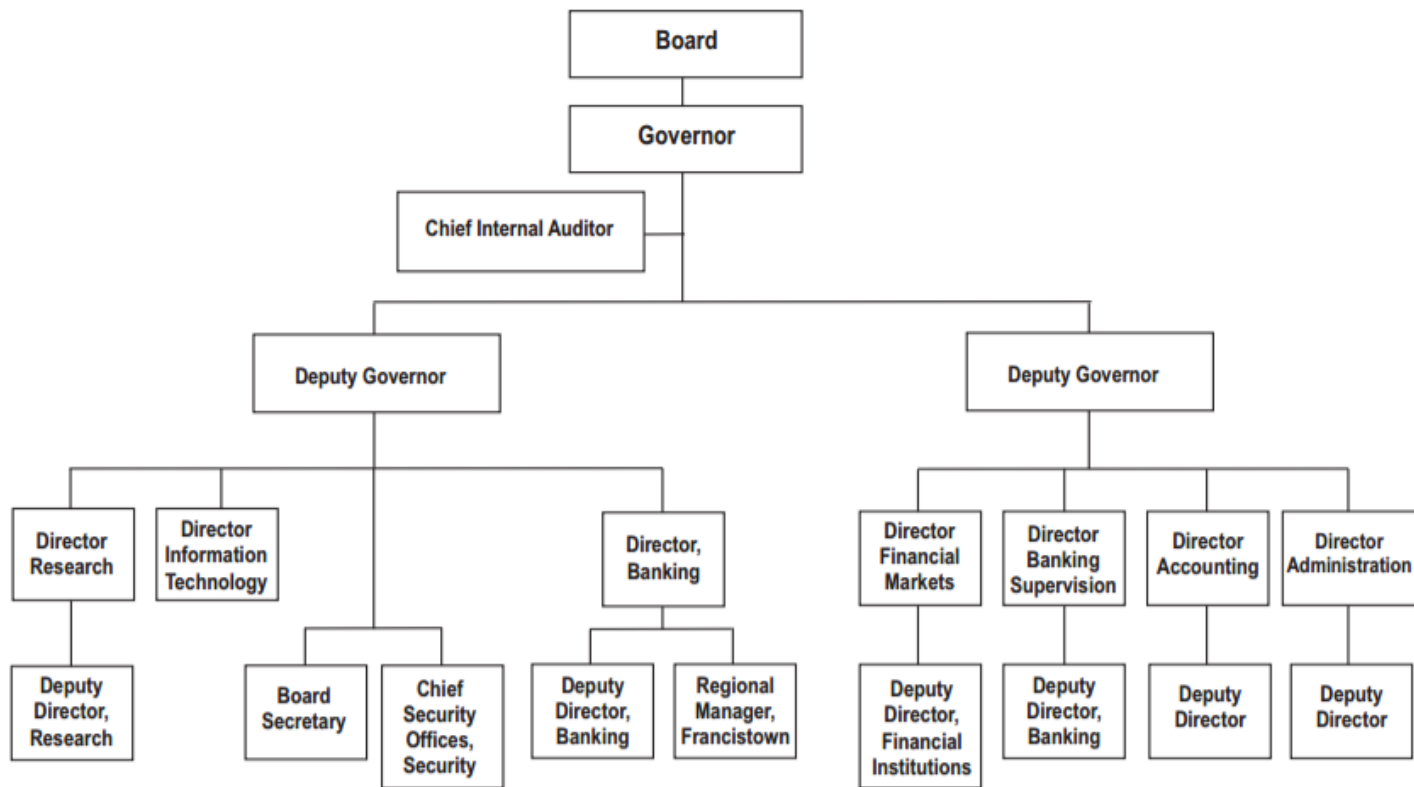 Board
Governor
Chief Internal Auditor
Deputy Governor
Deputy Governor
Director
Research
Director
Information
Technology
Director,
Banking
Director
Financial
Markets
Director
Banking
Supervision
Director
Accounting
Director
Administration
Deputy
Director,
Research
Board
Secretary
Chief
Security
Offices,
Security
Deputy
Director,
Banking
Regional
Manager,
Francistown
Deputy
Director,
Financial
Institutions
Deputy
Director,
Banking
Deputy
Director
Deputy
Director